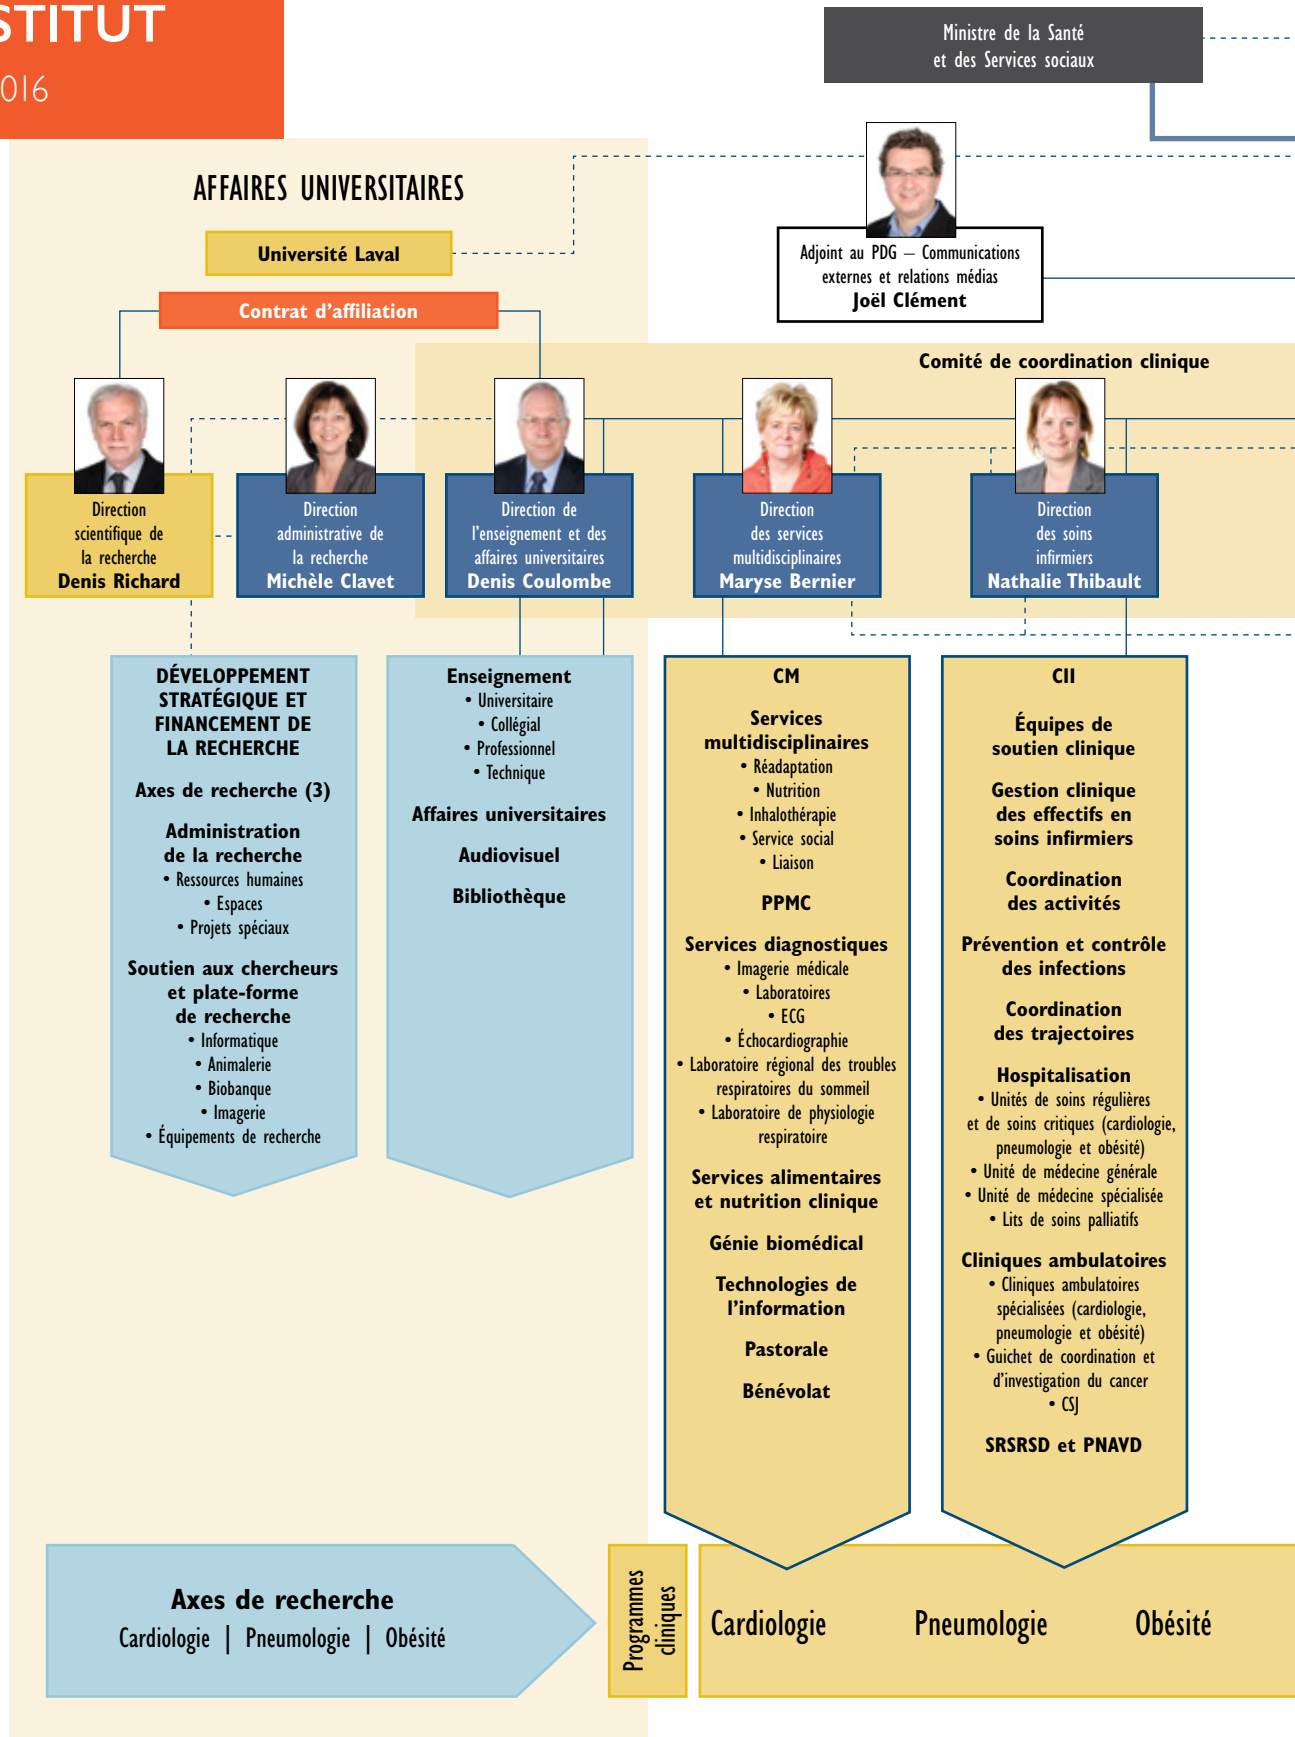 STITUT
2016
Ministre de la Santé
et des Services sociaux
AFFAIRES UNIVERSITAIRES
Université Laval
Contrat d'affiliation
Adjoint au PDG – Communications
externes et relations médias
Joël Clément
Comité de coordination clinique
Direction
scientifique de
la recherche
Denis Richard
Direction
administrative de
la recherche
Michèle Clavet
Direction de
l'enseignement et des
affaires universitaires
Denis Coulombe
Direction
des services
multidisciplinaires
Maryse Bernier
Direction
des soins
infirmiers
Nathalie Thibault
DÉVELOPPEMENT
STRATÉGIQUE ET
FINANCEMENT DE
LA RECHERCHE
Axes de recherche (3)
Administration
de la recherche
• Ressources humaines
• Espaces
• Projets spéciaux
Soutien aux chercheurs
et plate-forme
de recherche
• Informatique
• Animalerie
• Biobanque
• Imagerie
• Équipements de recherche
Enseignement
• Universitaire
• Collégial
• Professionnel
• Technique
Affaires universitaires
Audiovisuel
Bibliothèque
CM
Services
multidisciplinaires
• Réadaptation
• Nutrition
• Inhalothérapie
• Service social
• Liaison
PPMC
Services diagnostiques
• Imagerie médicale
• Laboratoires
• ECG
• Échocardiographie
• Laboratoire régional des troubles
respiratoires du sommeil
• Laboratoire de physiologie
respiratoire
Services alimentaires
et nutrition clinique
Génie biomédical
Technologies de
l'information
Pastorale
Bénévolat
CII
Équipes de
soutien clinique
Gestion clinique
des effectifs en
soins infirmiers
Coordination
des activités
Prévention et contrôle
des infections
Coordination
des trajectoires
Hospitalisation
• Unités de soins régulières
et de soins critiques (cardiologie,
pneumologie et obésité)
• Unité de médecine générale
• Unité de médecine spécialisée
• Lits de soins palliatifs
Cliniques ambulatoires
• Cliniques ambulatoires
spécialisées (cardiologie,
pneumologie et obésité)
• Guichet de coordination et
d'investigation du cancer
• CSJ
SRSRSD et PNAVD
Axes de recherche
Cardiologie | Pneumologie | Obésité
Programmes
cliniques
Cardiologie
Pneumologie
Obésité